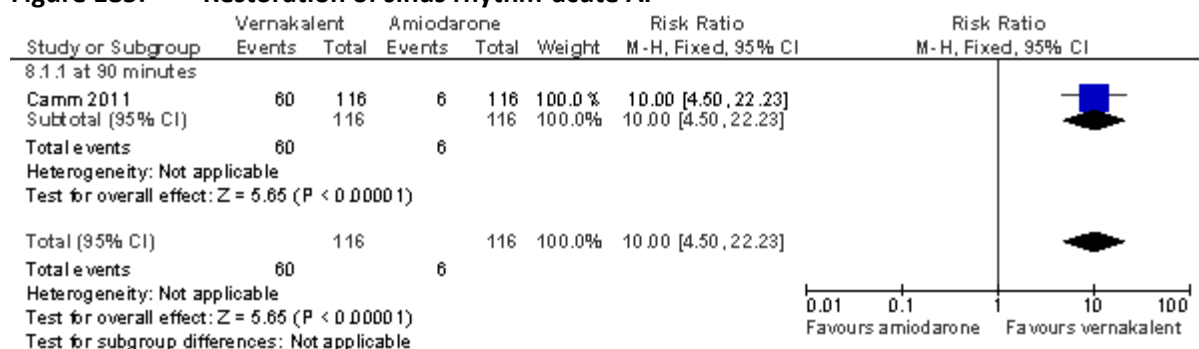 Vernakalent Amiodarone Risk Ratio Risk Ratio
Study or Subgroup Events Total Events Total Weight M-H, Fixed, 95% CI M-H, Fixed, 95% CI
8.1.1 at 90 minutes
Camm 2011 60 116 6 116 100.0% 10.00 [4.50, 22.23]
Subtotal (95% CI) 116 116 100.0% 10.00 [4.50, 22.23]
Total events 60 6
Heterogeneity: Not applicable
Test for overall effect: Z = 5.65 (P < 0.00001)
Total (95% CI) 116 116 100.0% 10.00 [4.50, 22.23]
Total events 60 6
Heterogeneity: Not applicable
Test for overall effect: Z = 5.65 (P < 0.00001)
Test for subgroup differences: Not applicable
0.01 0.1 1 10 100
Favours amiodarone Favours vernakalent